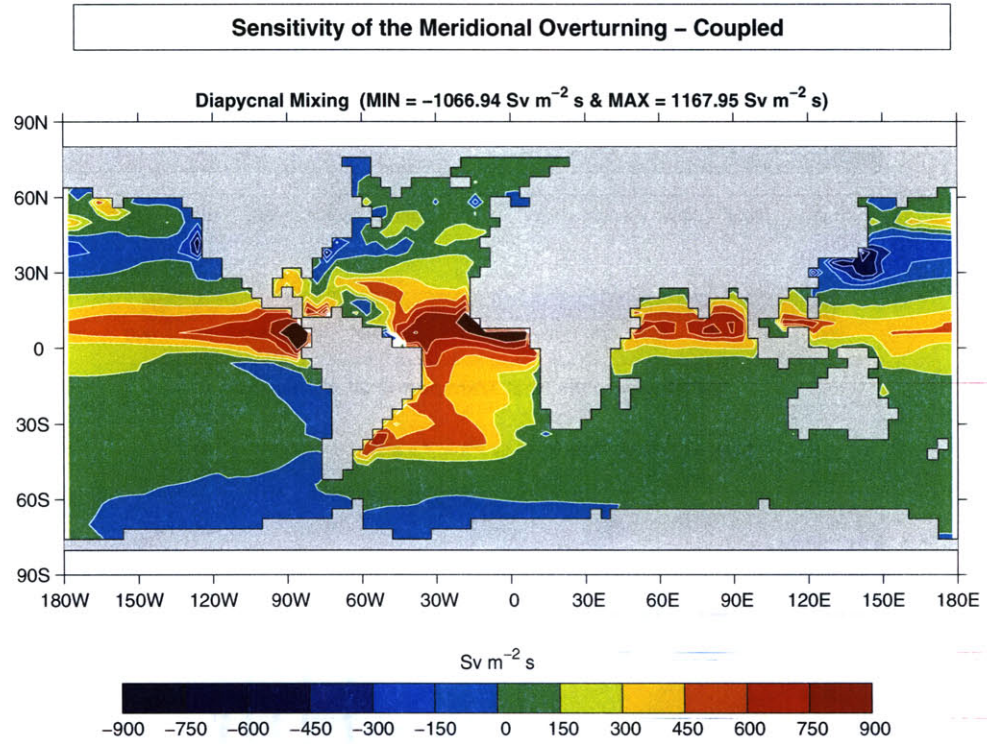 Sensitivity of the Meridional Overturning – Coupled
Diapycnal Mixing (MIN = −1066.94 Sv m⁻² s & MAX = 1167.95 Sv m⁻² s)
90N
60N
30N
0
30S
60S
90S
180W 150W 120W 90W 60W 30W 0 30E 60E 90E 120E 150E 180E
Sv m⁻² s
−900 −750 −600 −450 −300 −150 0 150 300 450 600 750 900